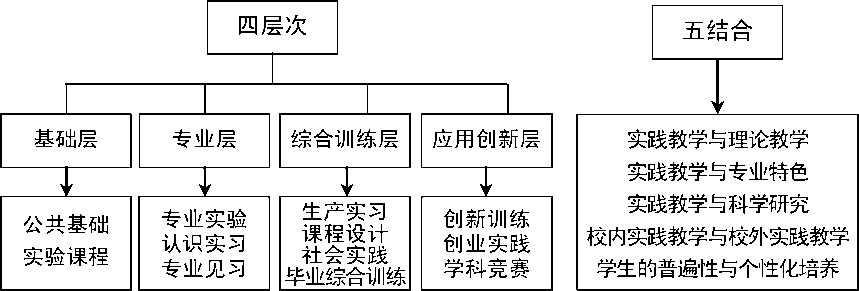 四层次
五结合
基础层
专业层
综合训练层
应用创新层
公共基础
实验课程
专业实验
认识实习
专业见习
生产实习
课程设计
社会实践
毕业综合训练
创新训练
创业实践
学科竞赛
实践教学与理论教学
实践教学与专业特色
实践教学与科学研究
校内实践教学与校外实践教学
学生的普遍性与个性化培养